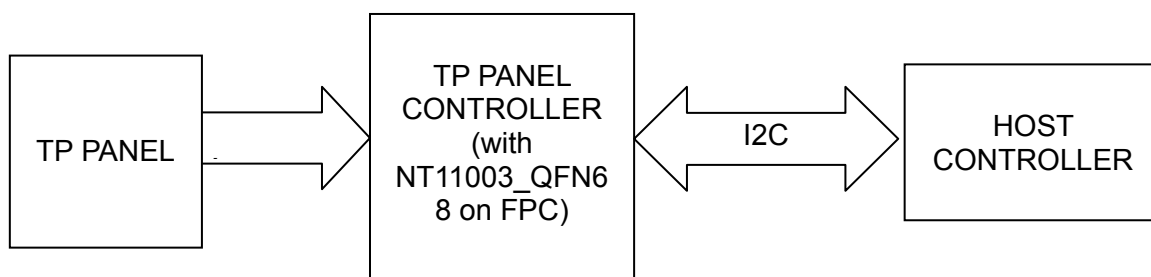 TP PANEL
TP PANEL
CONTROLLER
(with
NT11003_QFN6
8 on FPC)
I2C
HOST
CONTROLLER